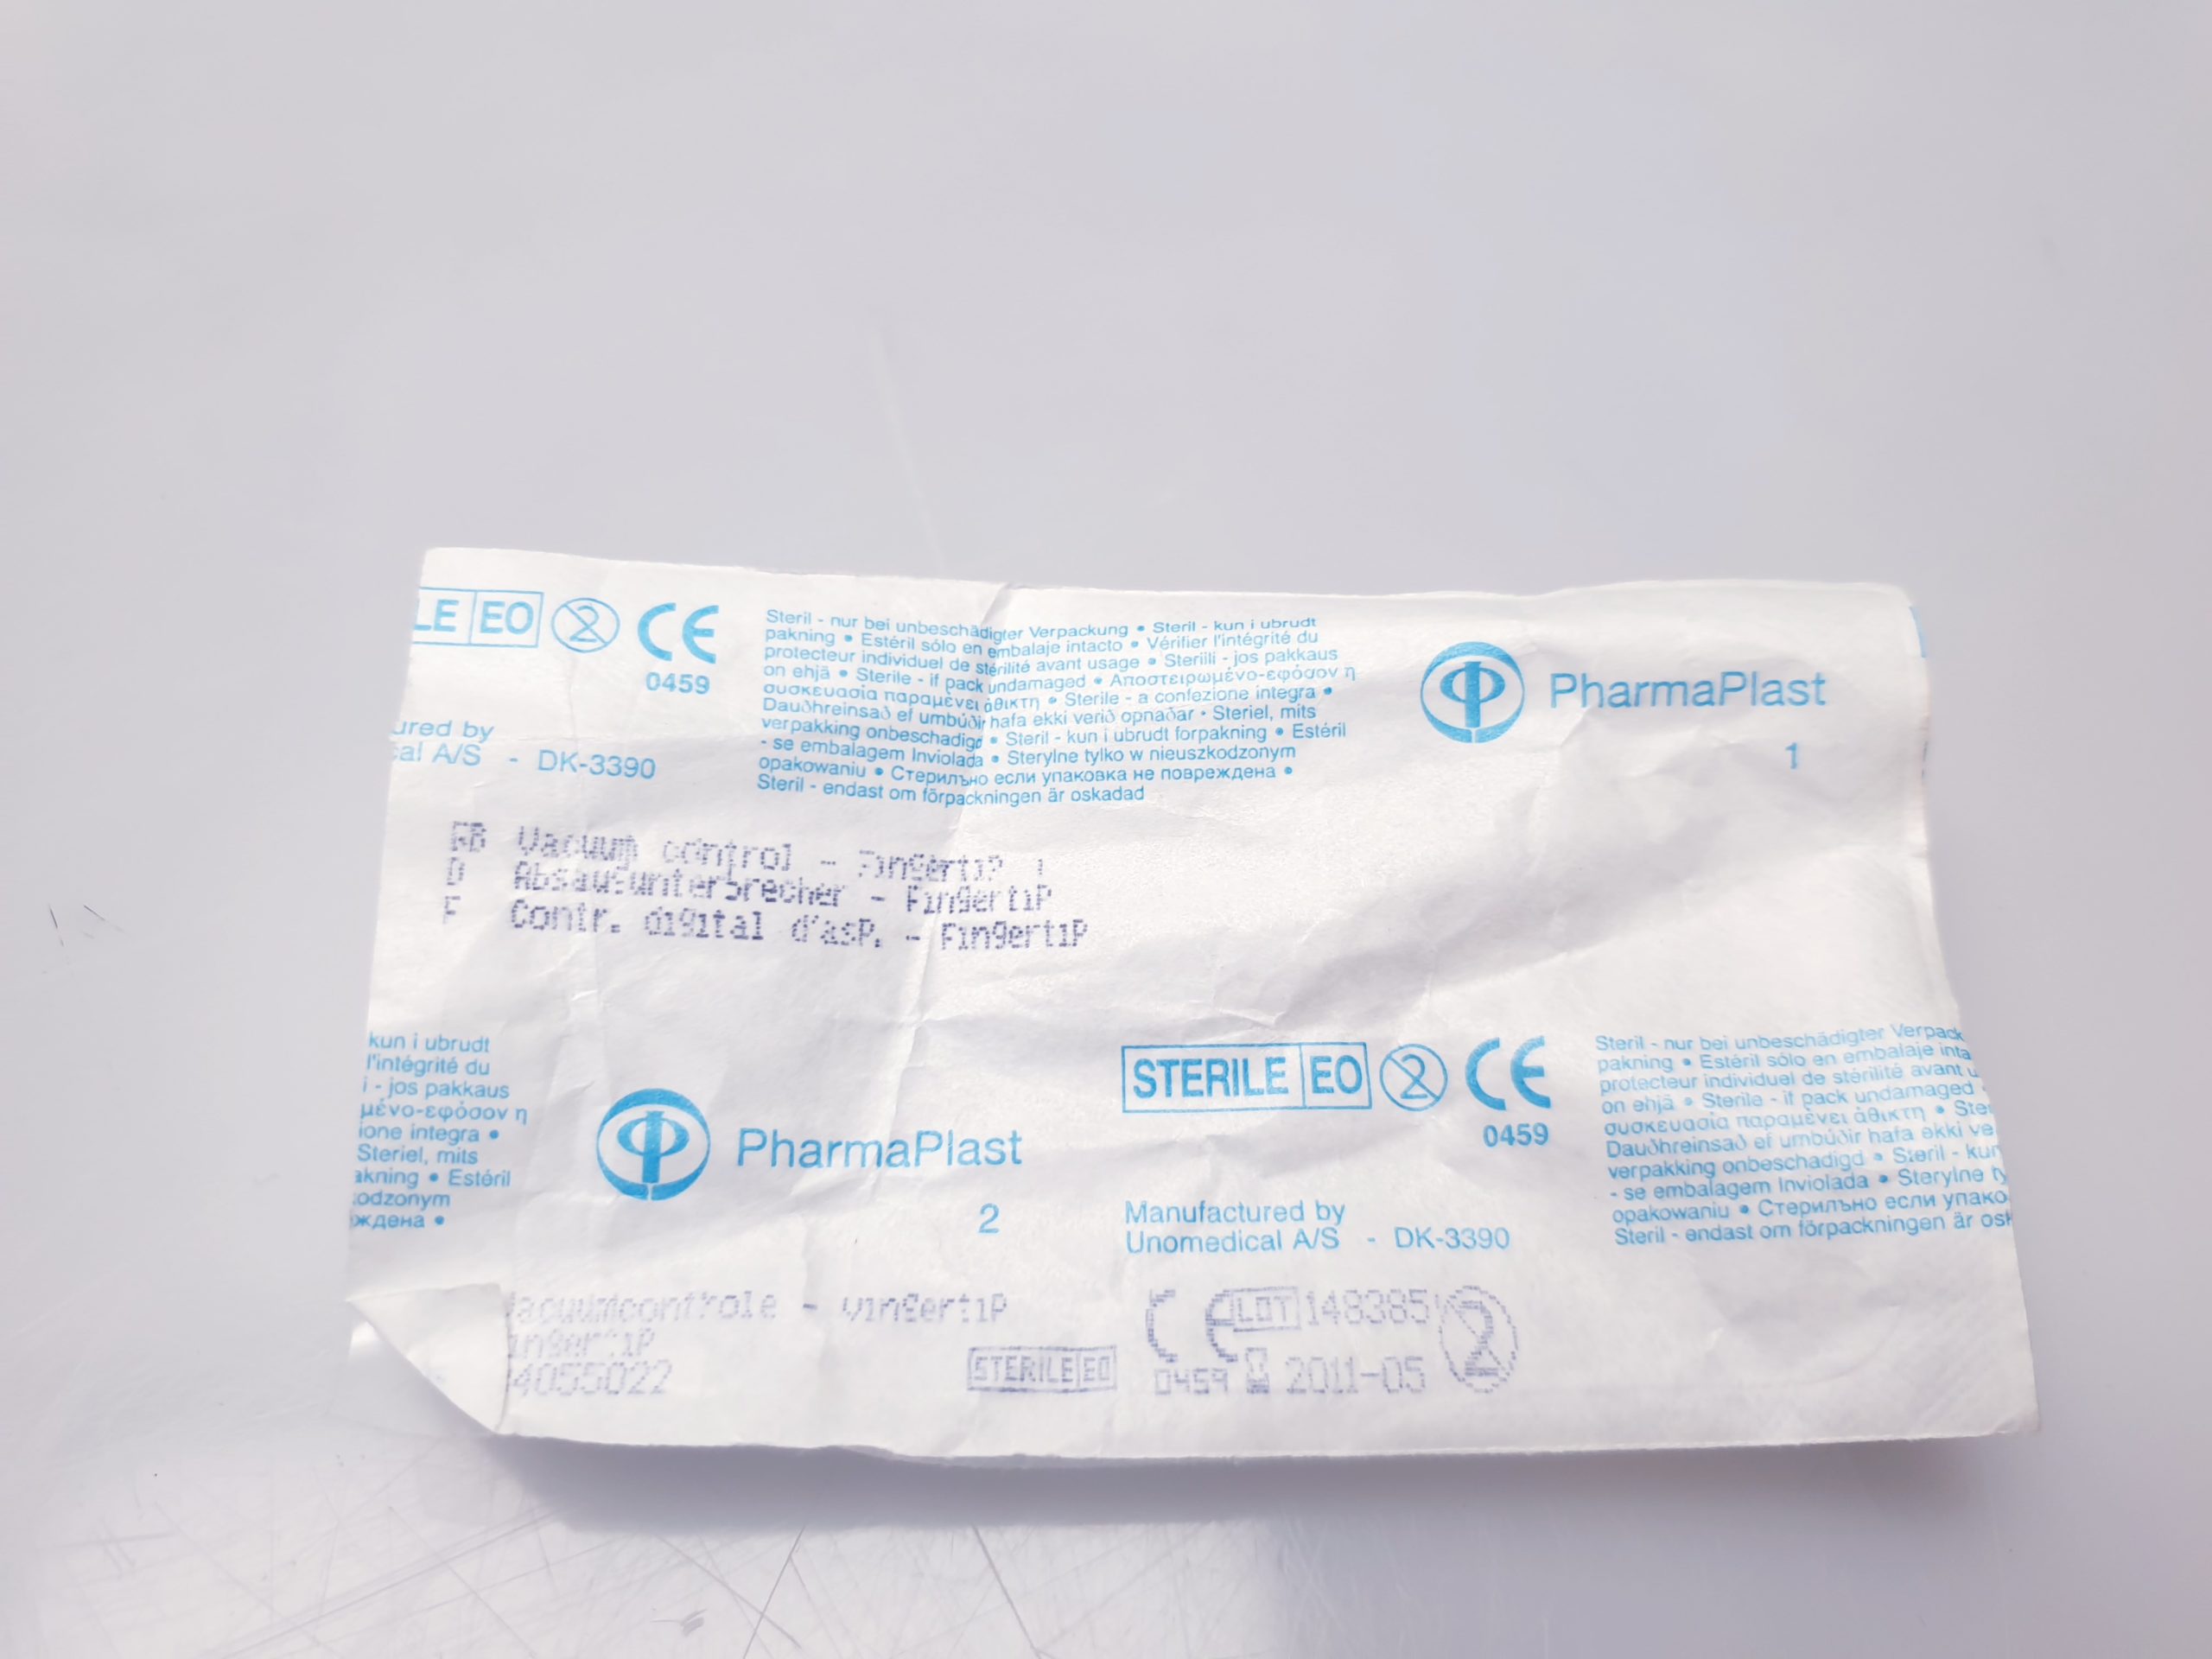 LE EO 2 CE
0459
ured by
al A/S - DK-3390
Steril - nur bei unbeschädigter Verpackung • Steril - kun i ubrudt
pakning • Estéril sólo en embalaje intacto • Vérifier l'intégrité du
protecteur individuel de stérilité avant usage • Steriili - jos pakkaus
on ehjä • Sterile - if pack undamaged • Αποστειρωμένο-εφόσον η
συσκευασία παραμένει άθικτη • Sterile - a confezione integra •
Dauðhreinsað ef umbúðir hafa ekki verið opnaðar • Steriel, mits
verpakking onbeschadigd • Steril - kun i ubrudt forpakning • Estéril
- se embalagem Inviolada • Sterylne tylko w nieuszkodzonym
opakowaniu • Стерильно если упаковка не повреждена •
Steril - endast om förpackningen är oskadad
PharmaPlast
1
GB Vacuum control - Fingertip
D Absaugunterbrecher - Fingertip
F Contr. digital d'asp. - Fingertip
kun i ubrudt
l'intégrité du
i - jos pakkaus
μένο-εφόσον η
ione integra •
Steriel, mits
akning • Estéril
odzonym
ждена •
PharmaPlast
2
STERILE EO 2 CE
0459
Manufactured by
Unomedical A/S - DK-3390
Steril - nur bei unbeschädigter Verpack
pakning • Estéril sólo en embalaje inta
protecteur individuel de stérilité avant u
on ehjä • Sterile - if pack undamaged
συσκευασία παραμένει άθικτη • Ste
Dauðhreinsað ef umbúðir hafa ekki ve
verpakking onbeschadigd • Steril - kun
- se embalagem Inviolada • Sterylne ty
opakowaniu • Стерильно если упако
Steril - endast om förpackningen är osk
Vacuumcontrole - vingertip
ingertip
4055022
STERILE EO
CE 0459
LOT 148385
2011-05
2